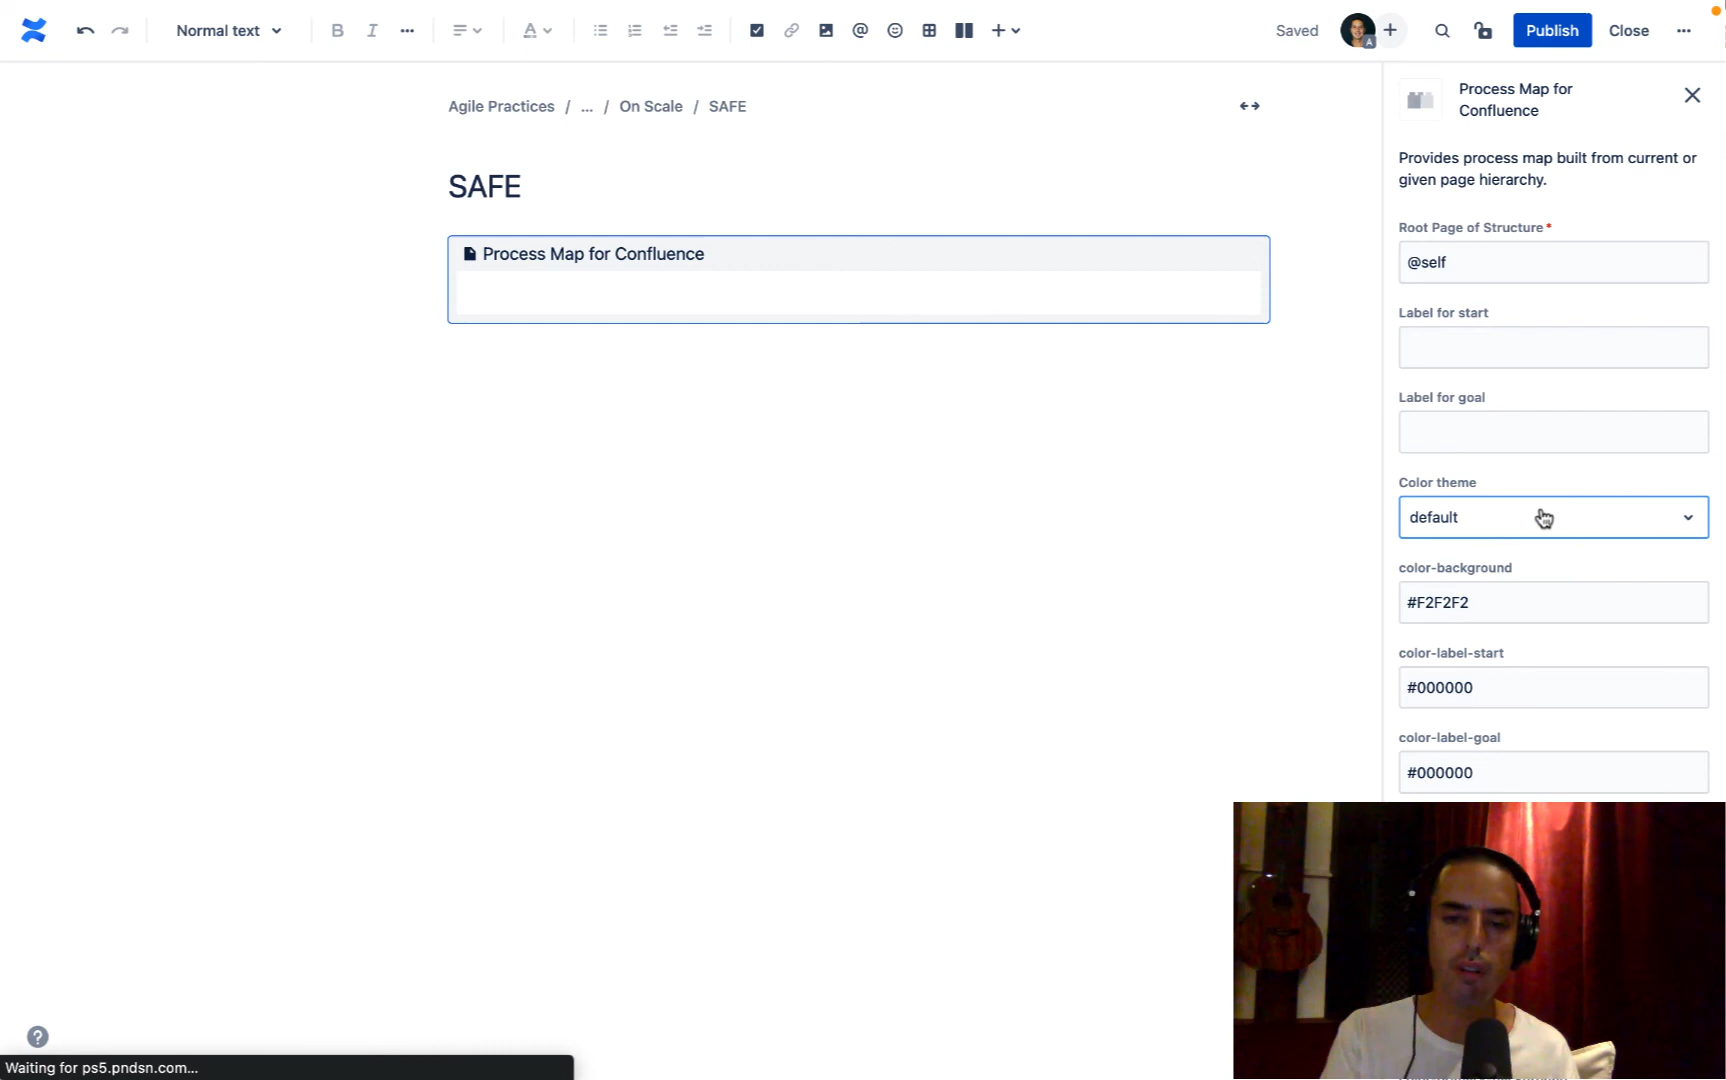 Normal text
B
I
A
@
Saved
A
Publish
Close
Agile Practices / ... / On Scale / SAFE
SAFE
Process Map for Confluence
Process Map for
Confluence
Provides process map built from current or
given page hierarchy.
Root Page of Structure*
@self
Label for start
Label for goal
Color theme
default
color-background
#F2F2F2
color-label-start
#000000
color-label-goal
#000000
?
Waiting for ps5.pndsn.com...